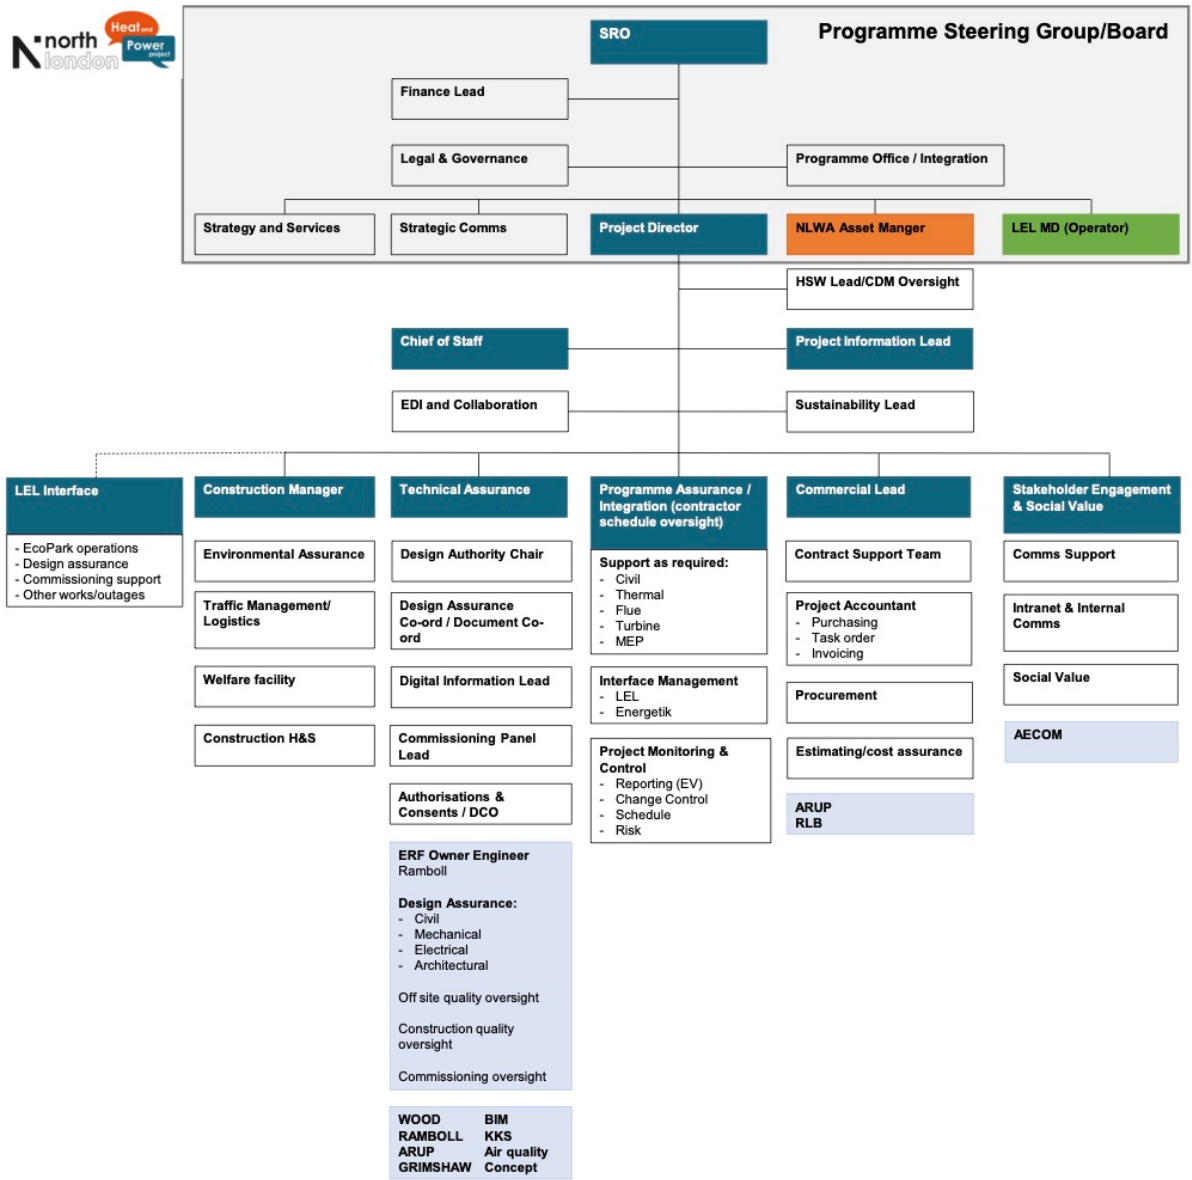 north
london
Heat and
Power
project
Programme Steering Group/Board
SRO
Finance Lead
Legal & Governance
Programme Office / Integration
Strategy and Services
Strategic Comms
Project Director
NLWA Asset Manger
LEL MD (Operator)
HSW Lead/CDM Oversight
Chief of Staff
Project Information Lead
EDI and Collaboration
Sustainability Lead
LEL Interface
- EcoPark operations
- Design assurance
- Commissioning support
- Other works/outages
Construction Manager
Environmental Assurance
Traffic Management/
Logistics
Welfare facility
Construction H&S
Technical Assurance
Design Authority Chair
Design Assurance
Co-ord / Document Co-
ord
Digital Information Lead
Commissioning Panel
Lead
Authorisations &
Consents / DCO
ERF Owner Engineer
Ramboll
Design Assurance:
- Civil
- Mechanical
- Electrical
- Architectural
Off site quality oversight
Construction quality
oversight
Commissioning oversight
WOOD BIM
RAMBOLL KKS
ARUP Air quality
GRIMSHAW Concept
Programme Assurance /
Integration (contractor
schedule oversight)
Support as required:
- Civil
- Thermal
- Flue
- Turbine
- MEP
Interface Management
- LEL
- Energetik
Project Monitoring &
Control
- Reporting (EV)
- Change Control
- Schedule
- Risk
Commercial Lead
Contract Support Team
Project Accountant
- Purchasing
- Task order
- Invoicing
Procurement
Estimating/cost assurance
ARUP
RLB
Stakeholder Engagement
& Social Value
Comms Support
Intranet & Internal
Comms
Social Value
AECOM